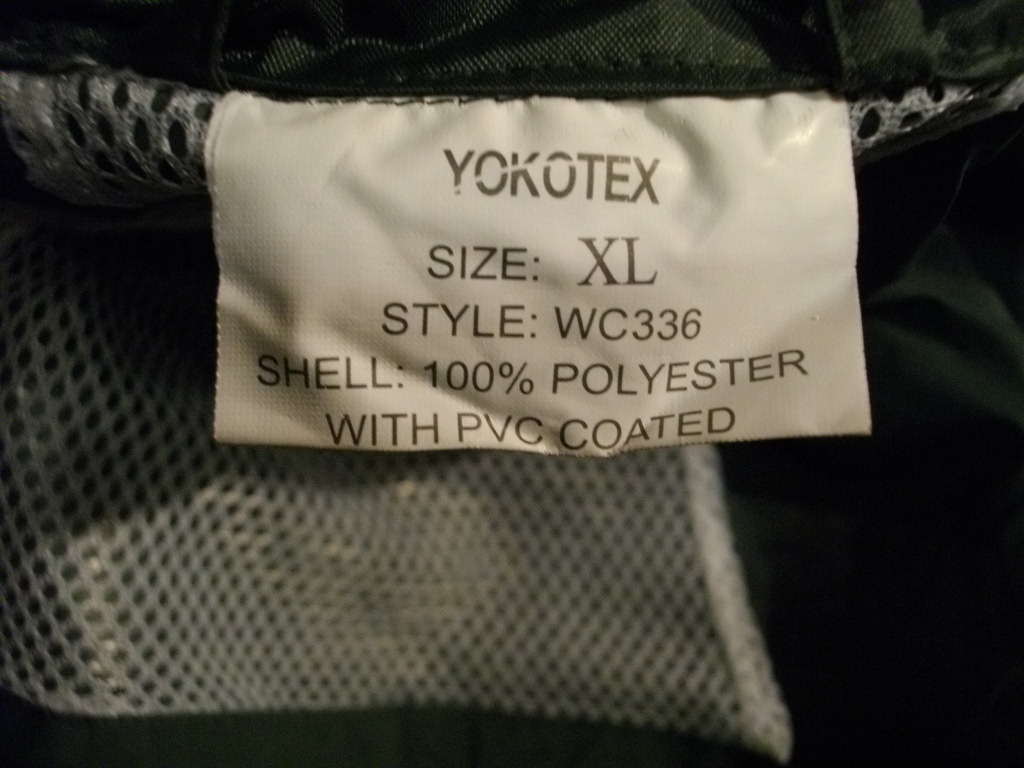 YOKOTEX
SIZE: XL
STYLE: WC336
SHELL: 100% POLYESTER
WITH PVC COATED